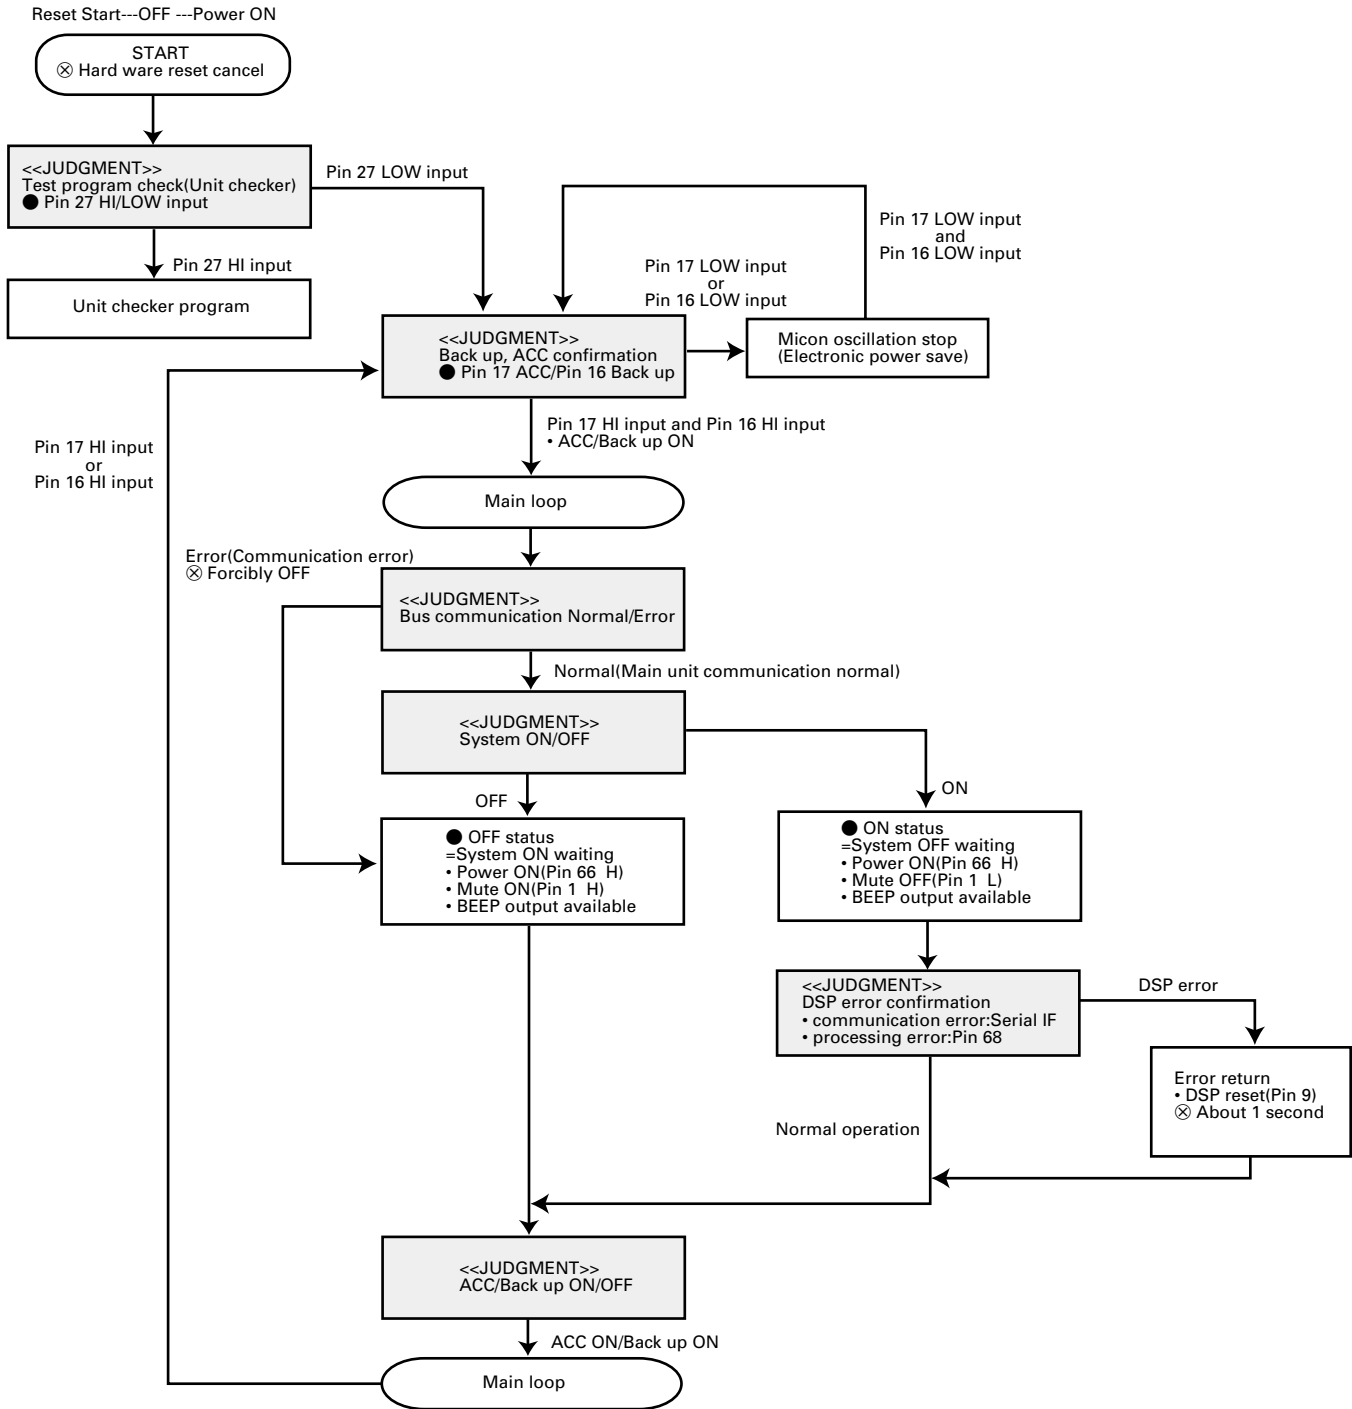 Reset Start---OFF ---Power ON
START
⊗ Hard ware reset cancel
<<JUDGMENT>>
Test program check(Unit checker)
● Pin 27 HI/LOW input
Pin 27 LOW input
Pin 27 HI input
Unit checker program
Pin 17 LOW input
and
Pin 16 LOW input
Pin 17 LOW input
or
Pin 16 LOW input
<<JUDGMENT>>
Back up, ACC confirmation
● Pin 17 ACC/Pin 16 Back up
Micon oscillation stop
(Electronic power save)
Pin 17 HI input and Pin 16 HI input
• ACC/Back up ON
Pin 17 HI input
or
Pin 16 HI input
Main loop
Error(Communication error)
⊗ Forcibly OFF
<<JUDGMENT>>
Bus communication Normal/Error
Normal(Main unit communication normal)
<<JUDGMENT>>
System ON/OFF
OFF
ON
● OFF status
=System ON waiting
• Power ON(Pin 66  H)
• Mute ON(Pin 1  H)
• BEEP output available
● ON status
=System OFF waiting
• Power ON(Pin 66  H)
• Mute OFF(Pin 1  L)
• BEEP output available
<<JUDGMENT>>
DSP error confirmation
• communication error:Serial IF
• processing error:Pin 68
DSP error
Error return
• DSP reset(Pin 9)
⊗ About 1 second
Normal operation
<<JUDGMENT>>
ACC/Back up ON/OFF
ACC ON/Back up ON
Main loop